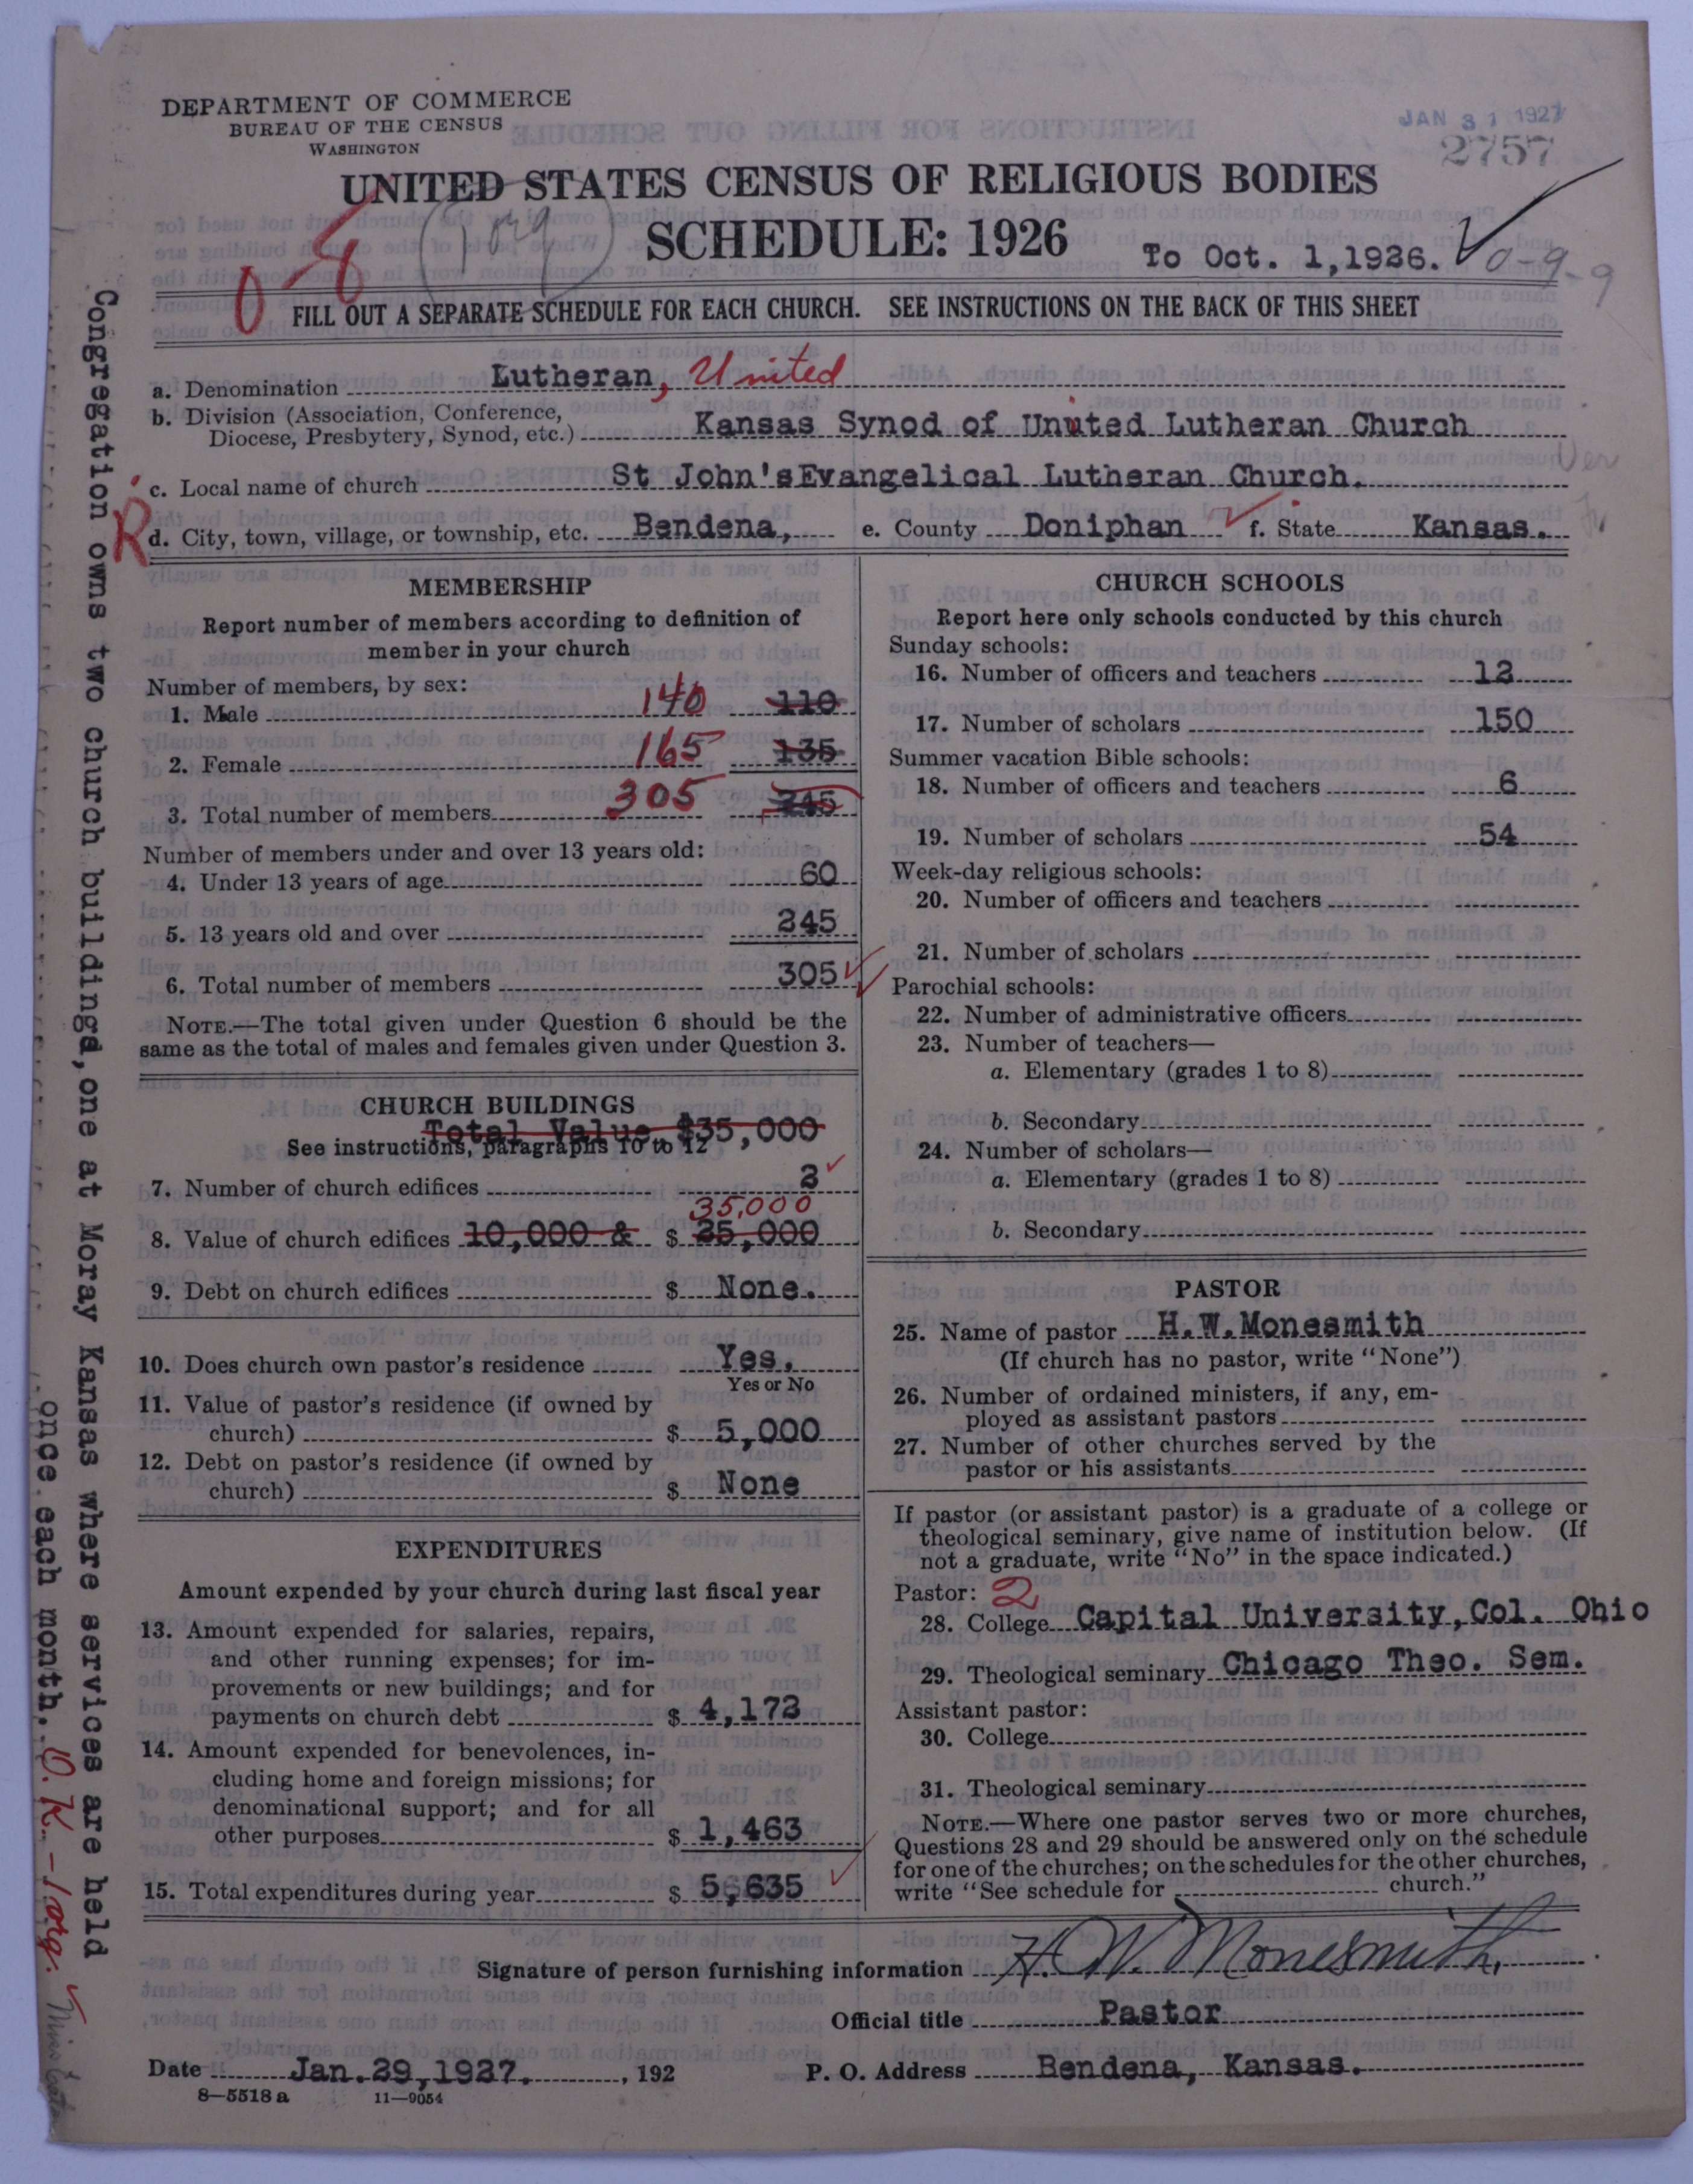 DEPARTMENT OF COMMERCE
BUREAU OF THE CENSUS
WASHINGTON
JAN 31 1927
2757
UNITED STATES CENSUS OF RELIGIOUS BODIES
SCHEDULE: 1926
To Oct. 1,1926.
0-8 (1org)
0-9-9
FILL OUT A SEPARATE SCHEDULE FOR EACH CHURCH. SEE INSTRUCTIONS ON THE BACK OF THIS SHEET
a. Denomination Lutheran, United
b. Division (Association, Conference, Diocese, Presbytery, Synod, etc.) Kansas Synod of United Lutheran Church
c. Local name of church St John'sEvangelical Lutheran Church.
R d. City, town, village, or township, etc. Bendena, e. County Doniphan f. State Kansas.
MEMBERSHIP
Report number of members according to definition of
member in your church
Number of members, by sex:
1. Male 140 110
2. Female 165 135
3. Total number of members 305 245
Number of members under and over 13 years old:
4. Under 13 years of age 60
5. 13 years old and over 245
6. Total number of members 305
NOTE.—The total given under Question 6 should be the
same as the total of males and females given under Question 3.
CHURCH BUILDINGS
Total Value $35,000
See instructions, paragraphs 10 to 12
7. Number of church edifices 2
35,000
8. Value of church edifices 10,000 & $ 25,000
9. Debt on church edifices $ None.
10. Does church own pastor's residence Yes.
Yes or No
11. Value of pastor's residence (if owned by
church) $ 5,000
12. Debt on pastor's residence (if owned by
church) $ None
EXPENDITURES
Amount expended by your church during last fiscal year
13. Amount expended for salaries, repairs,
and other running expenses; for im-
provements or new buildings; and for
payments on church debt $ 4,172
14. Amount expended for benevolences, in-
cluding home and foreign missions; for
denominational support; and for all
other purposes $ 1,463
15. Total expenditures during year $ 5,635
CHURCH SCHOOLS
Report here only schools conducted by this church
Sunday schools:
16. Number of officers and teachers 12
17. Number of scholars 150
Summer vacation Bible schools:
18. Number of officers and teachers 6
19. Number of scholars 54
Week-day religious schools:
20. Number of officers and teachers
21. Number of scholars
Parochial schools:
22. Number of administrative officers
23. Number of teachers—
a. Elementary (grades 1 to 8)
b. Secondary
24. Number of scholars—
a. Elementary (grades 1 to 8)
b. Secondary
PASTOR
25. Name of pastor H.W.Monesmith
(If church has no pastor, write "None")
26. Number of ordained ministers, if any, em-
ployed as assistant pastors
27. Number of other churches served by the
pastor or his assistants
If pastor (or assistant pastor) is a graduate of a college or
theological seminary, give name of institution below. (If
not a graduate, write "No" in the space indicated.)
Pastor: 2
28. College Capital University,Col. Ohio
29. Theological seminary Chicago Theo. Sem.
Assistant pastor:
30. College
31. Theological seminary
NOTE.—Where one pastor serves two or more churches,
Questions 28 and 29 should be answered only on the schedule
for one of the churches; on the schedules for the other churches,
write "See schedule for church."
Signature of person furnishing information H. W. Monesmith,
Official title Pastor
Date Jan.29,1927. , 192 P. O. Address Bendena, Kansas.
8—5518 a 11—9054
Congregation owns two church buildings,one at Moray Kansas where services are held
once each month. O.K.-1org.